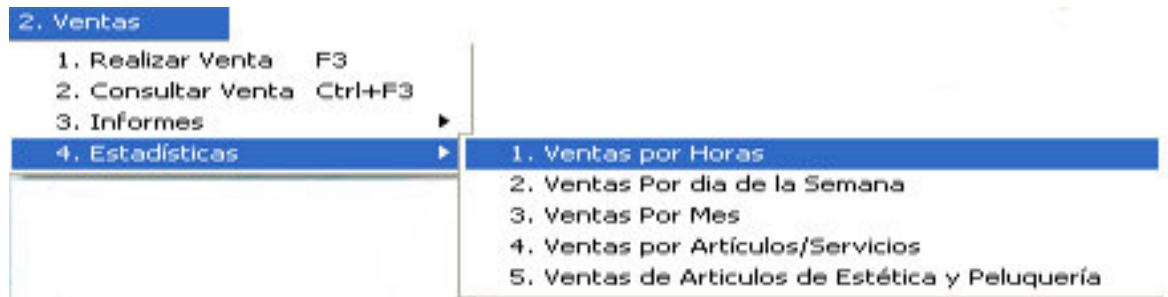 2. Ventas
1. Realizar Venta F3
2. Consultar Venta Ctrl+F3
3. Informes
4. Estadísticas
1. Ventas por Horas
2. Ventas Por dia de la Semana
3. Ventas Por Mes
4. Ventas por Artículos/Servicios
5. Ventas de Articulos de Estética y Peluquería